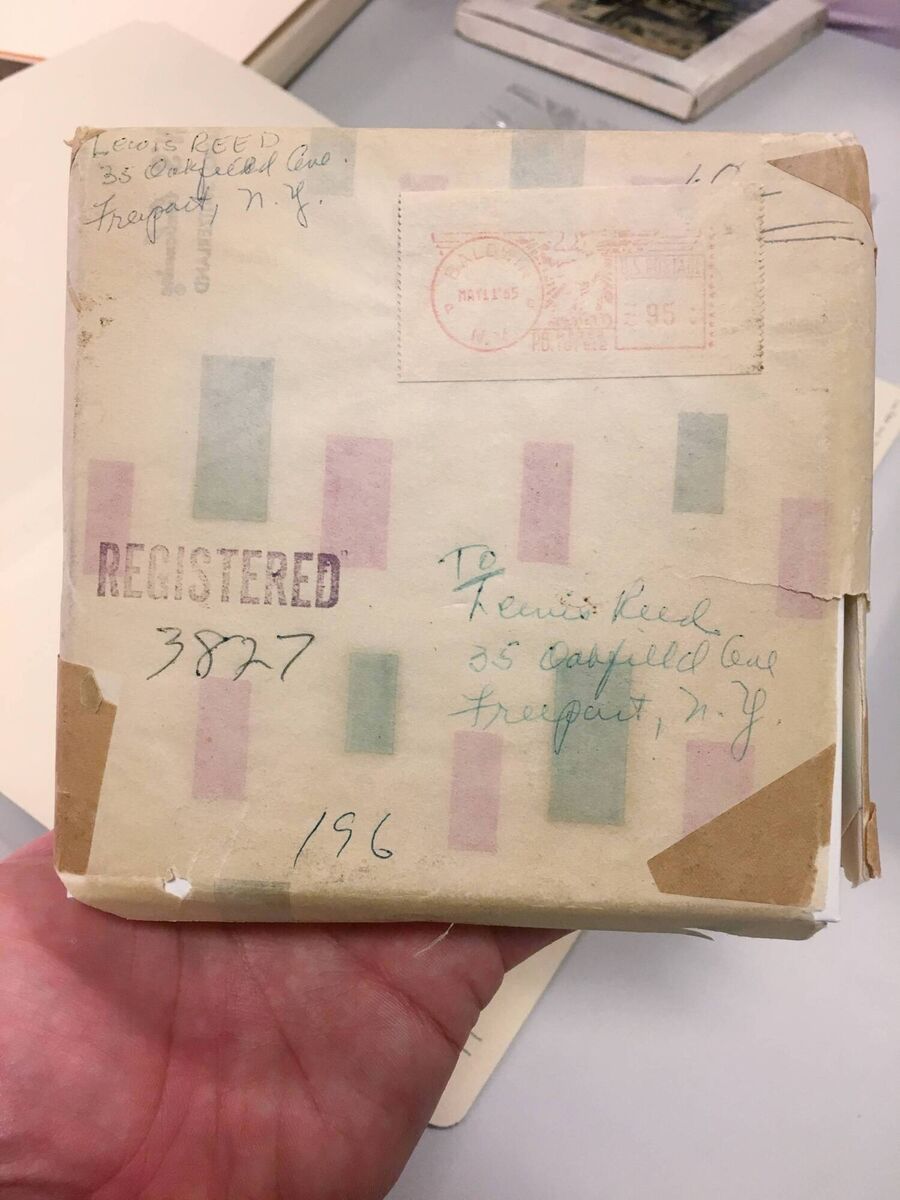 LEWIS REED
35 Oakfield Ave.
Freeport, N.Y.
BALDWIN
MAY 11 '65
N.Y.
U.S. POSTAGE
95
P.B.
REGISTERED
3827
To
Lewis Reed
35 Oakfield Ave
Freeport, N.Y.
196